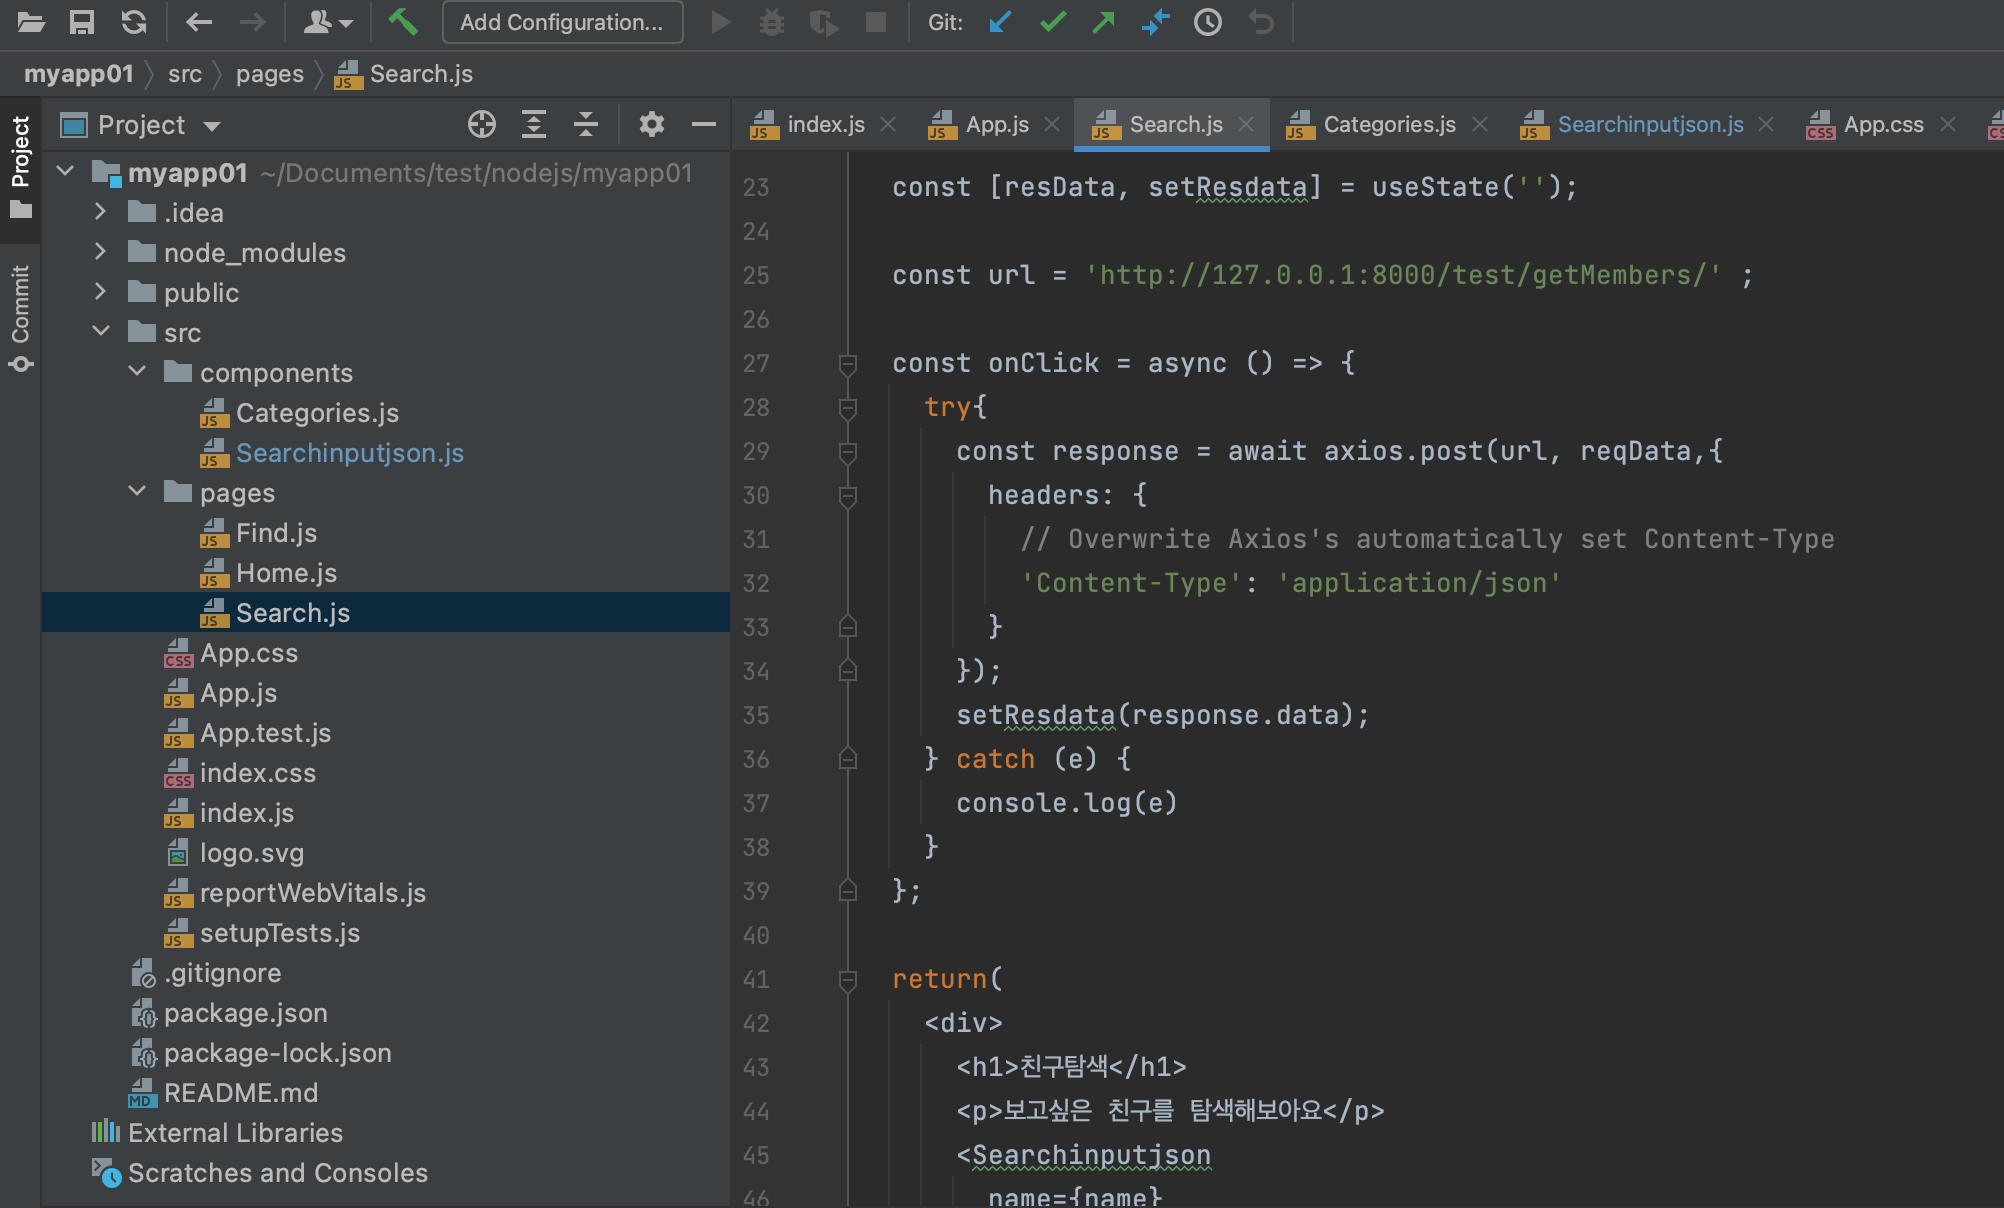 Add Configuration...
Git:
myapp01 src pages Search.js
Project
Commit
Project
myapp01 ~/Documents/test/nodejs/myapp01
.idea
node_modules
public
src
components
Categories.js
Searchinputjson.js
pages
Find.js
Home.js
Search.js
App.css
App.js
App.test.js
index.css
index.js
logo.svg
reportWebVitals.js
setupTests.js
.gitignore
package.json
package-lock.json
README.md
External Libraries
Scratches and Consoles
index.js App.js Search.js Categories.js Searchinputjson.js App.css
23 const [resData, setResdata] = useState('');
24
25 const url = 'http://127.0.0.1:8000/test/getMembers/' ;
26
27 const onClick = async () => {
28 try{
29 const response = await axios.post(url, reqData,{
30 headers: {
31 // Overwrite Axios's automatically set Content-Type
32 'Content-Type': 'application/json'
33 }
34 });
35 setResdata(response.data);
36 } catch (e) {
37 console.log(e)
38 }
39 };
40
41 return(
42 <div>
43 <h1>친구탐색</h1>
44 <p>보고싶은 친구를 탐색해보아요</p>
45 <Searchinputjson
46 name={name}